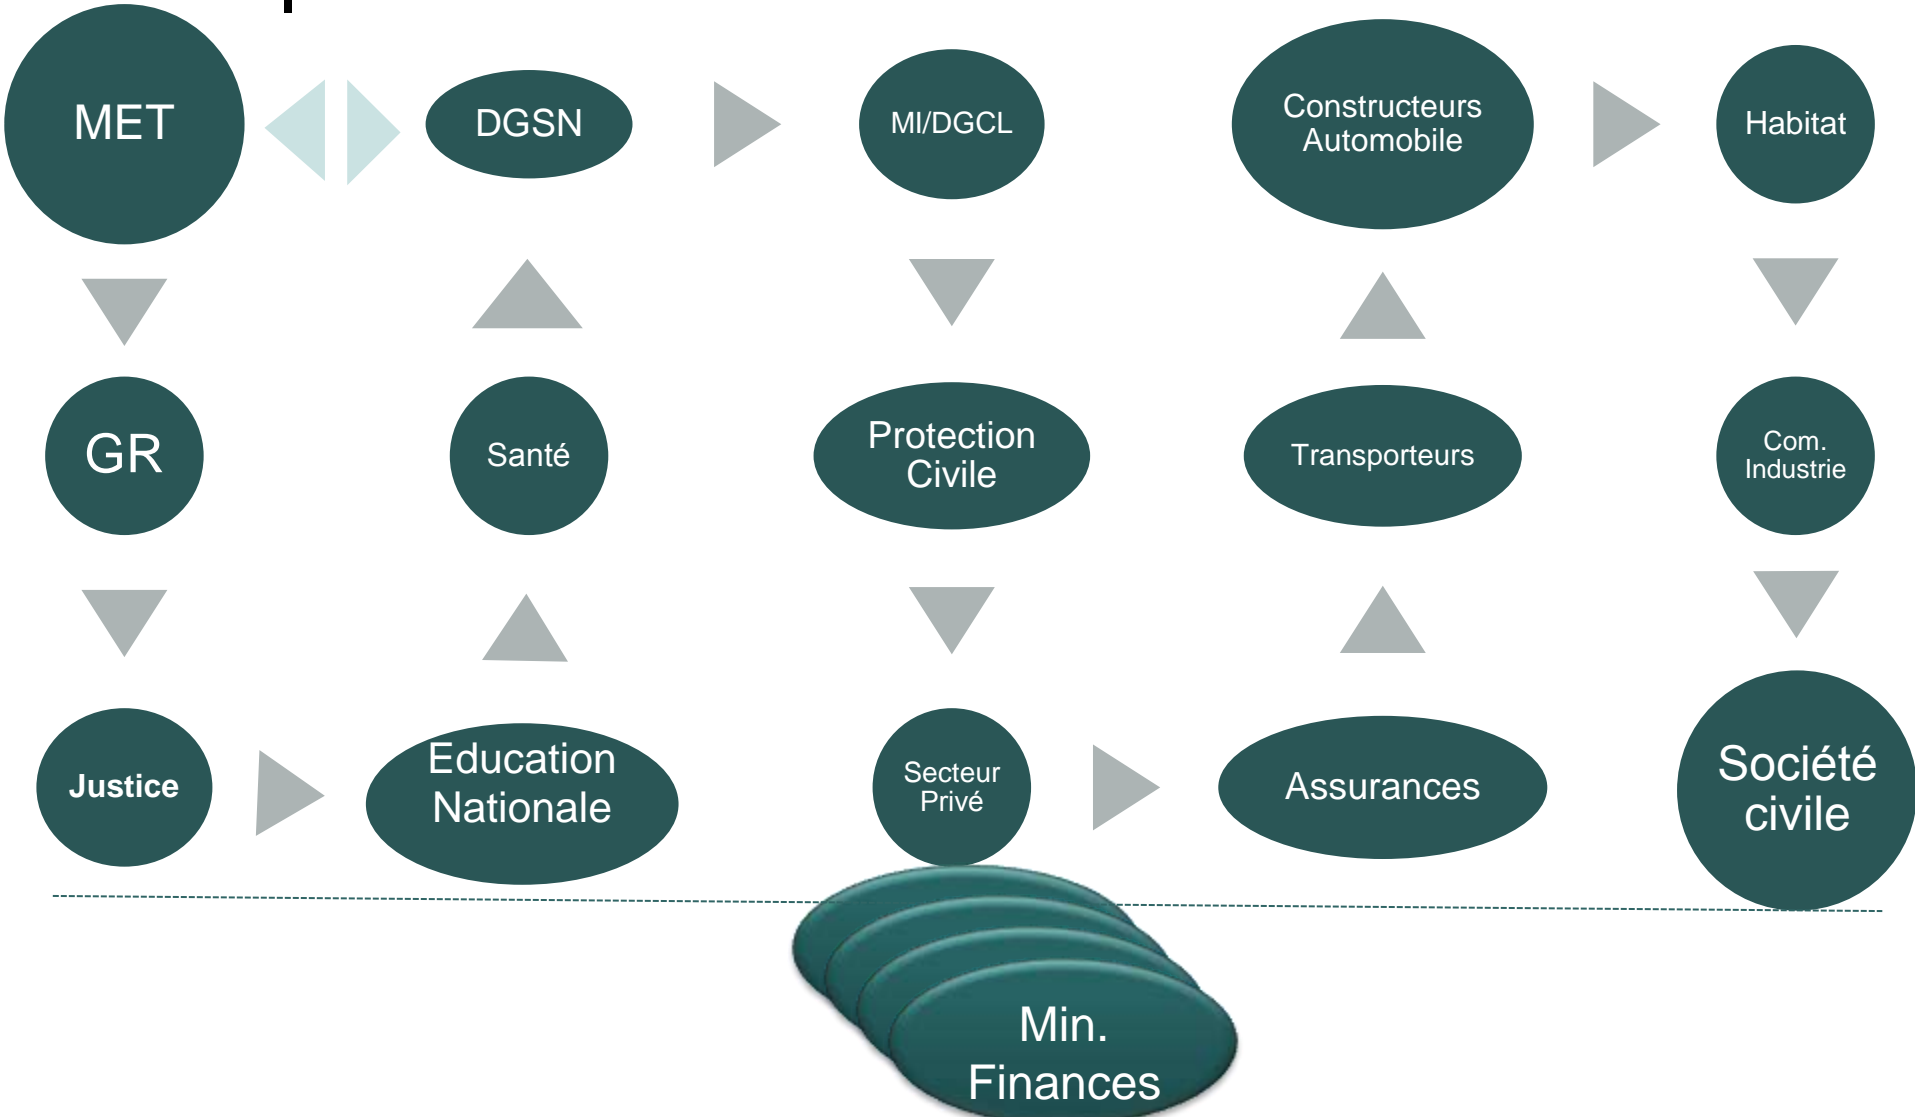 MET
DGSN
MI/DGCL
Constructeurs
Automobile
Habitat
GR
Santé
Protection
Civile
Transporteurs
Com.
Industrie
Justice
Education
Nationale
Secteur
Privé
Assurances
Société
civile
Min.
Finances